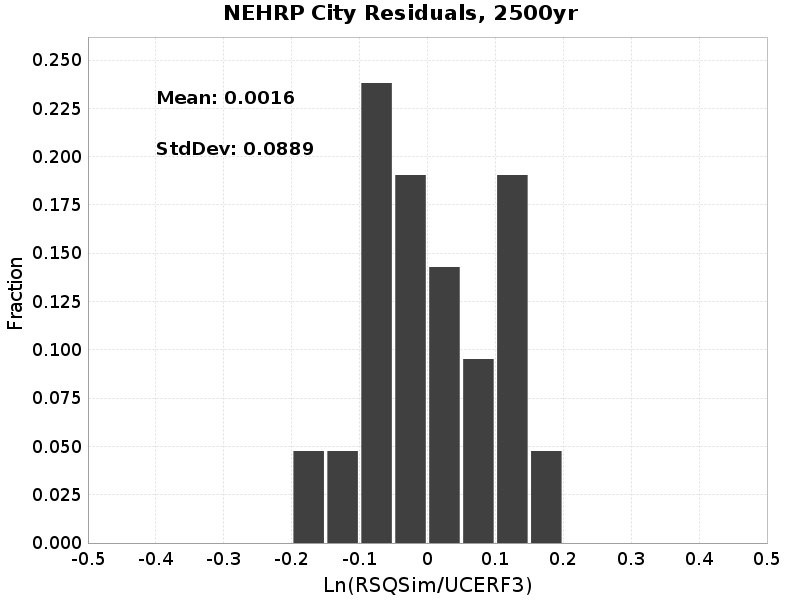 NEHRP City Residuals, 2500yr
0.250
Mean: 0.0016
0.225
StdDev: 0.0889
0.200
0.175
0.150
0.125
0.100
0.075
0.050
0.025
0.000
Fraction
-0.5 -0.4 -0.3 -0.2 -0.1 0 0.1 0.2 0.3 0.4 0.5
Ln(RSQSim/UCERF3)